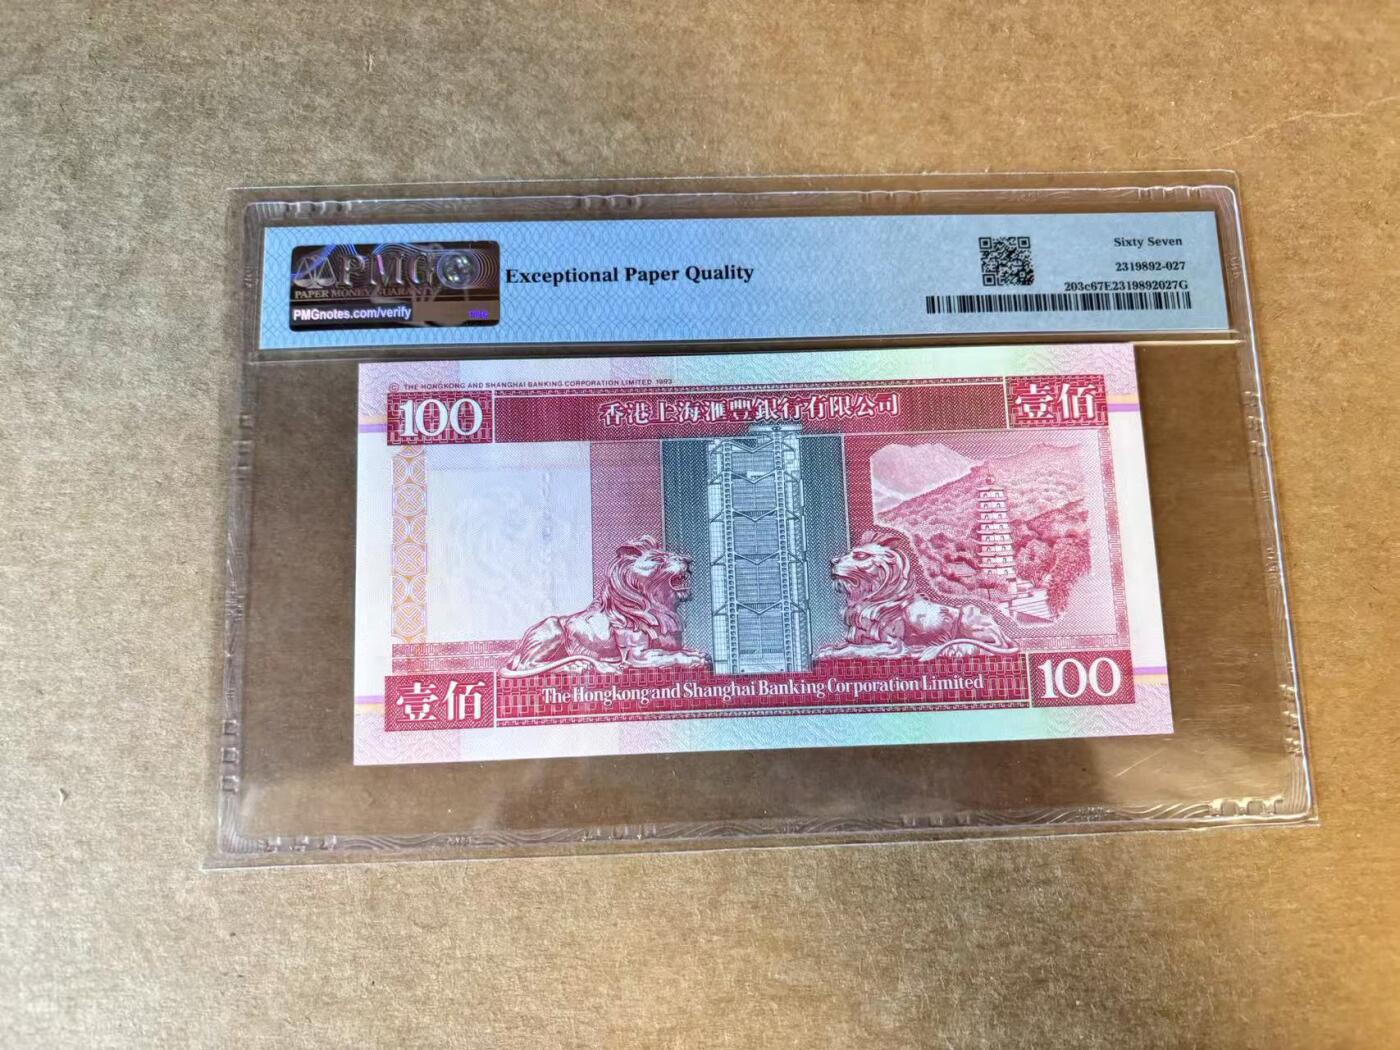 PMG
PAPER MONEY GUARANTY
PMGnotes.com/verify
Exceptional Paper Quality
Sixty Seven
2319892-027
203c67E2319892027G
© THE HONGKONG AND SHANGHAI BANKING CORPORATION LIMITED 1993
100
香港上海滙豐銀行有限公司
壹佰
壹佰
The Hongkong and Shanghai Banking Corporation Limited
100